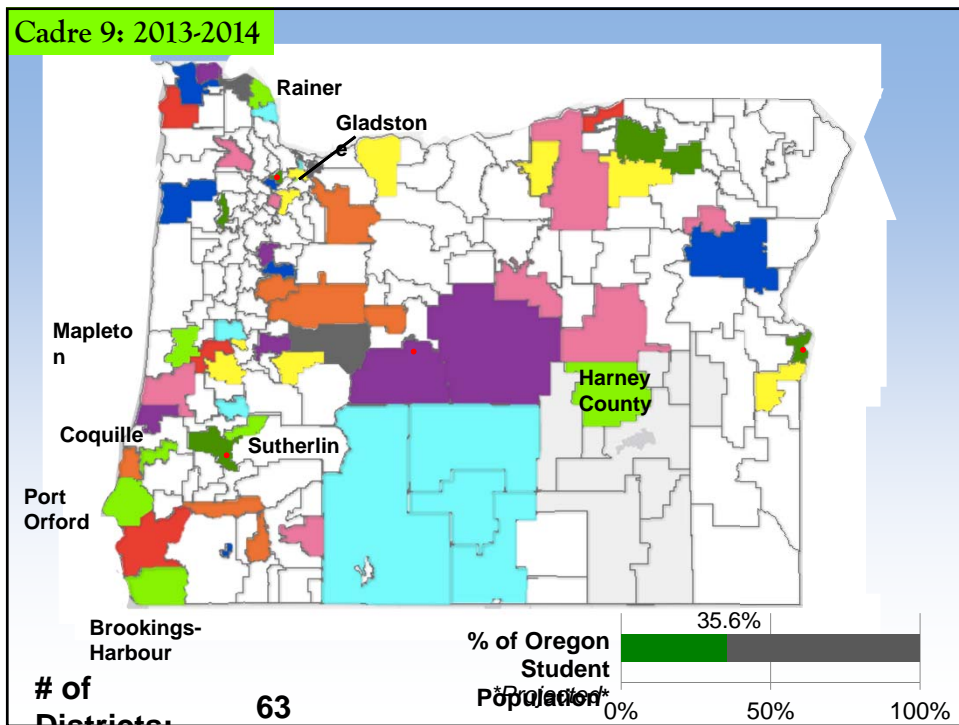 Cadre 9: 2013-2014
Rainer
Gladston
e
Mapleto
n
Harney
County
Coquille
Sutherlin
Port
Orford
Brookings-
Harbour
35.6%
% of Oregon
Student
Population*
*Projected*
0%
50%
100%
# of
Districts:
63